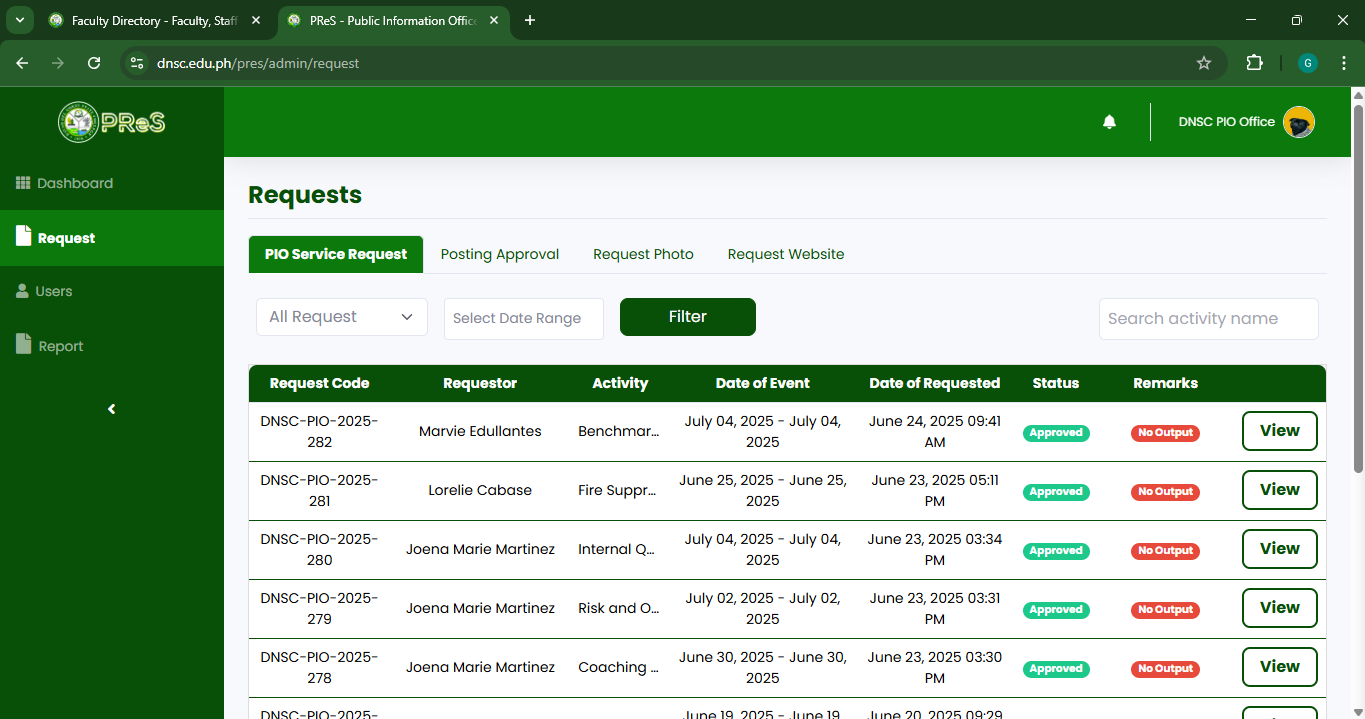 Faculty Directory - Faculty, Staff
PReS - Public Information Office
dnsc.edu.ph/pres/admin/request
G
PReS
DNSC PIO Office
Dashboard
Request
Users
Report
Requests
PIO Service Request
Posting Approval
Request Photo
Request Website
All Request
Select Date Range
Filter
Search activity name
Request Code Requestor Activity Date of Event Date of Requested Status Remarks
DNSC-PIO-2025-
282
Marvie Edullantes
Benchmar...
July 04, 2025 - July 04,
2025
June 24, 2025 09:41
AM
Approved
No Output
View
DNSC-PIO-2025-
281
Lorelie Cabase
Fire Suppr...
June 25, 2025 - June 25,
2025
June 23, 2025 05:11
PM
Approved
No Output
View
DNSC-PIO-2025-
280
Joena Marie Martinez
Internal Q...
July 04, 2025 - July 04,
2025
June 23, 2025 03:34
PM
Approved
No Output
View
DNSC-PIO-2025-
279
Joena Marie Martinez
Risk and O...
July 02, 2025 - July 02,
2025
June 23, 2025 03:31
PM
Approved
No Output
View
DNSC-PIO-2025-
278
Joena Marie Martinez
Coaching ...
June 30, 2025 - June 30,
2025
June 23, 2025 03:30
PM
Approved
No Output
View
DNSC-PIO-2025-
June 19, 2025 - June 19,
June 20, 2025 09:29